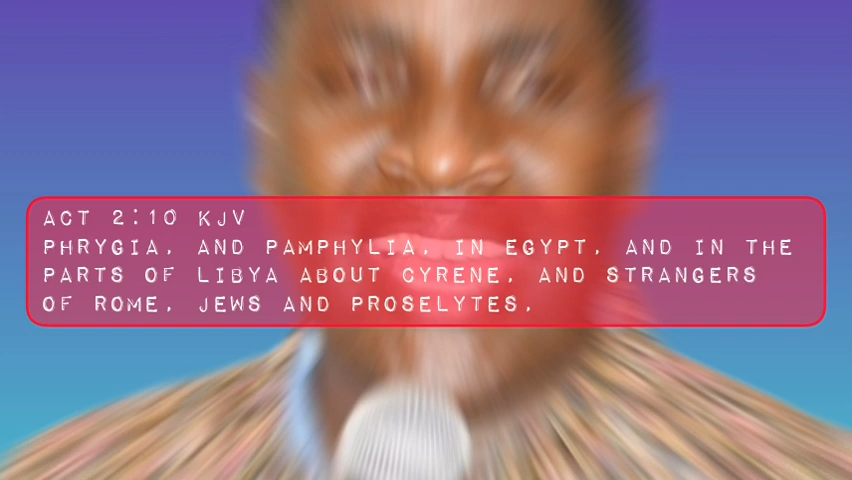 ACT 2:10 KJV
PHRYGIA, AND PAMPHYLIA, IN EGYPT, AND IN THE
PARTS OF LIBYA ABOUT CYRENE, AND STRANGERS
OF ROME, JEWS AND PROSELYTES,